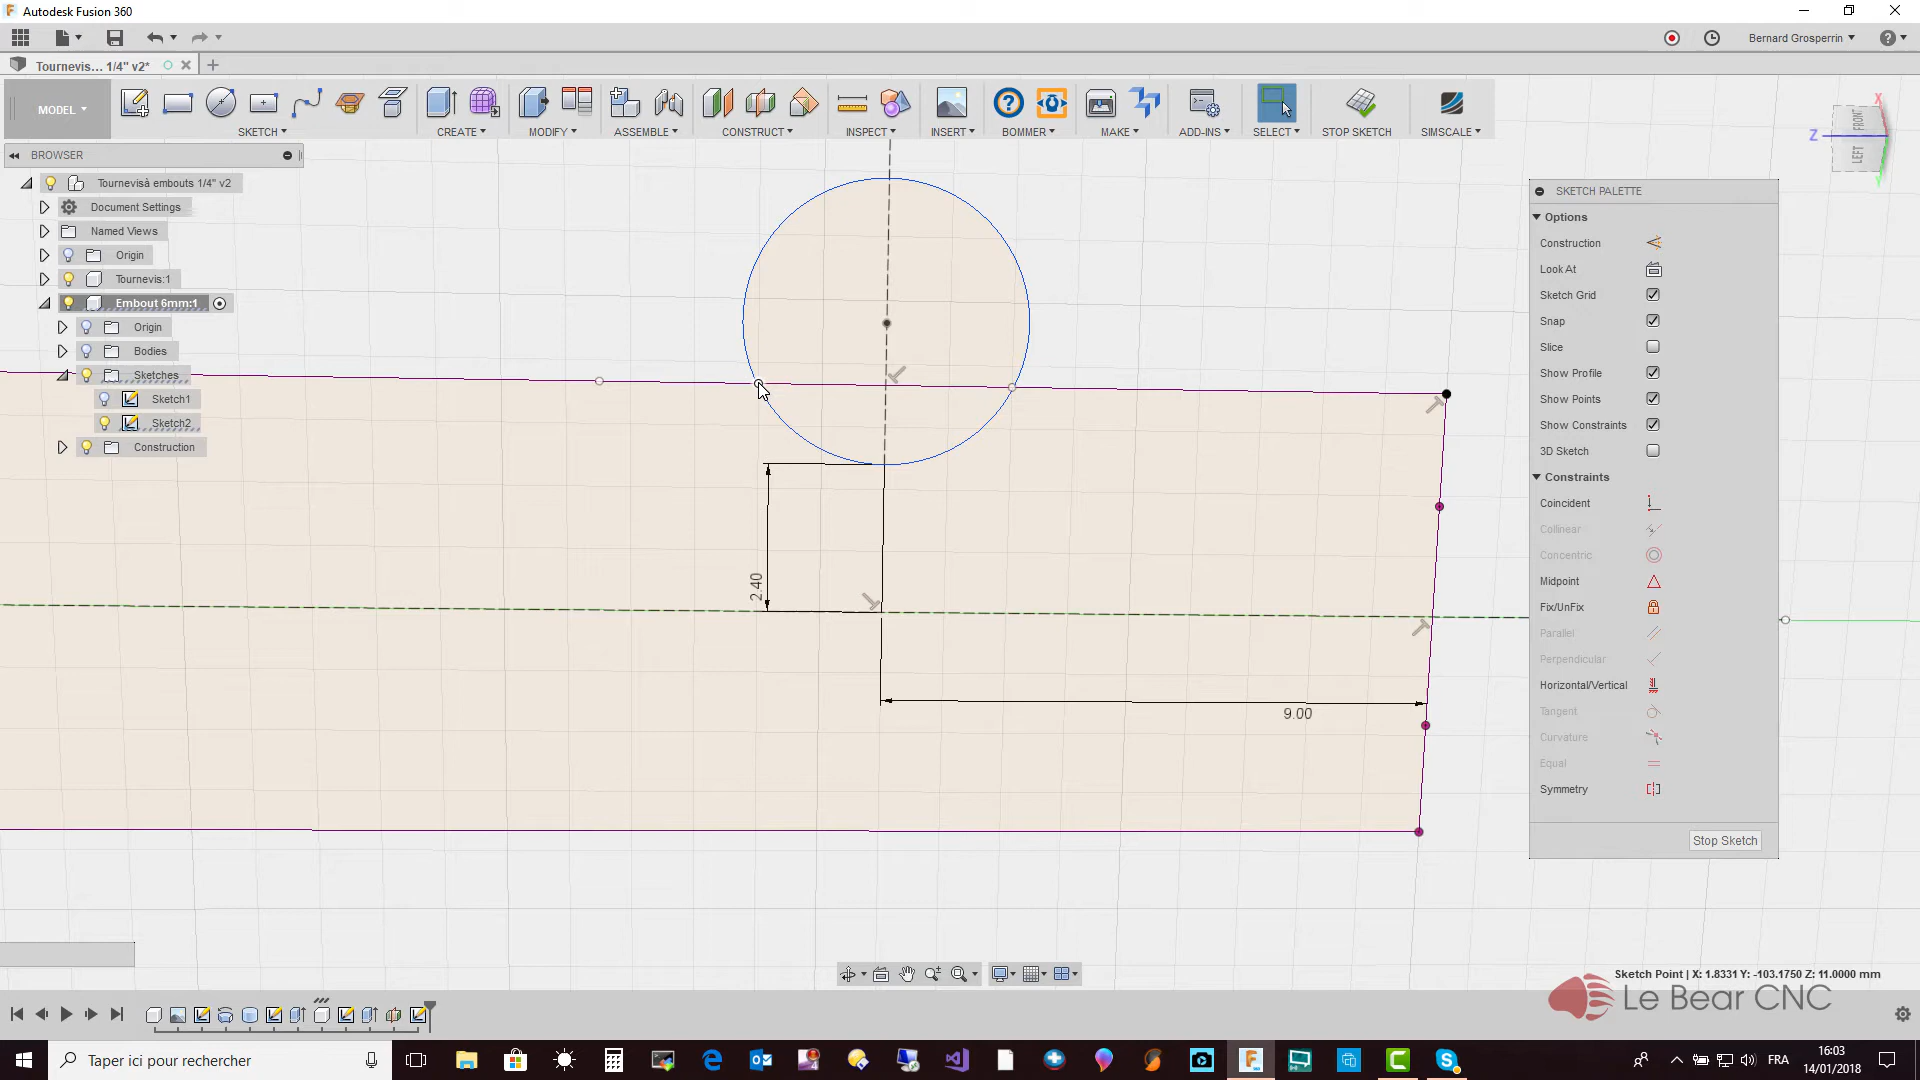 Autodesk Fusion 360
Bernard Grosperrin
Tournevis... 1/4" v2*
MODEL
SKETCH
CREATE
MODIFY
ASSEMBLE
CONSTRUCT
INSPECT
INSERT
BOMMER
MAKE
ADD-INS
SELECT
STOP SKETCH
SIMSCALE
X
Z
FRONT
LEFT
Y
BROWSER
Tournevisà embouts 1/4" v2
Document Settings
Named Views
Origin
Tournevis:1
Embout 6mm:1
Origin
Bodies
Sketches
Sketch1
Sketch2
Construction
2.40
9.00
SKETCH PALETTE
Options
Construction
Look At
Sketch Grid
Snap
Slice
Show Profile
Show Points
Show Constraints
3D Sketch
Constraints
Coincident
Collinear
Concentric
Midpoint
Fix/UnFix
Parallel
Perpendicular
Horizontal/Vertical
Tangent
Curvature
Equal
Symmetry
Stop Sketch
Sketch Point | X: 1.8331 Y: -103.1750 Z: 11.0000 mm
Le Bear CNC
Taper ici pour rechercher
FRA
16:03
14/01/2018